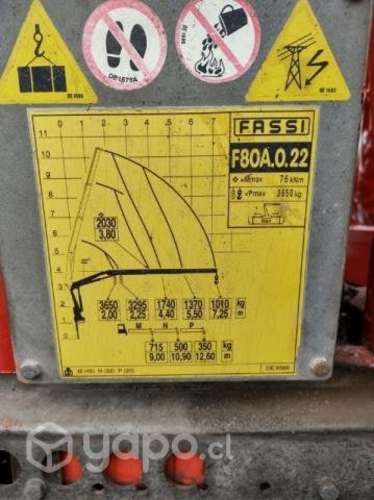 FASSI
F80A.0.22
Mmax 76 kNm
Pmax 3650 kg
0 1 2 3 4 5 6 7
11
10
9
8
7
6
5
4
3
2
1
0
2030
3,80
3650 3295 1740 1370 1010 kg
2,00 2,25 4,40 5,50 7,25 m
M N P
715 500 350 kg
9,00 10,90 12,60 m
yapo.cl